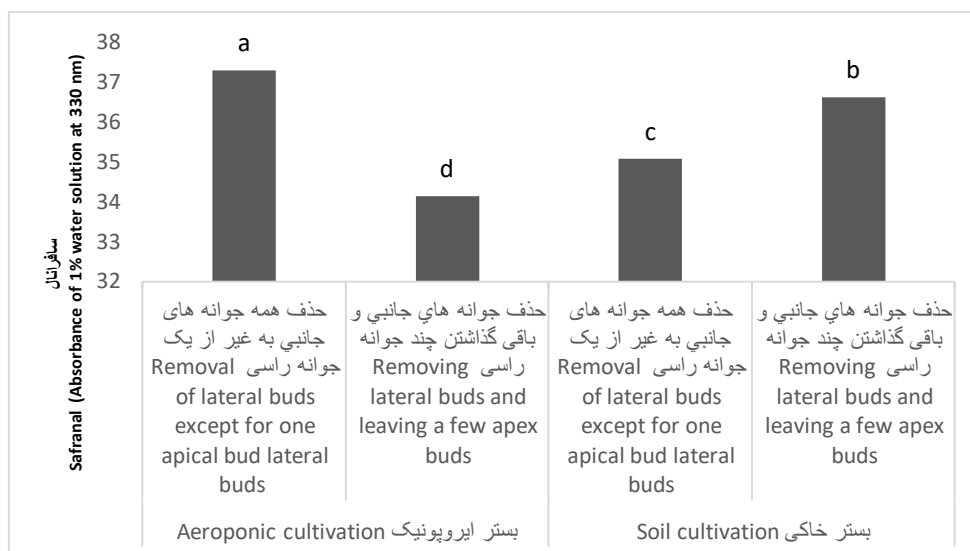 سافرانال
Safranal (Absorbance of 1% water solution at 330 nm)
38
37
36
35
34
33
32
a
d
c
b
حذف همه جوانه های
جانبي به غير از یک
جوانه راسی Removal
of lateral buds
except for one
apical bud lateral
buds
حذف جوانه هاي جانبي و
باقی گذاشتن چند جوانه
راسی Removing
lateral buds and
leaving a few apex
buds
حذف همه جوانه های
جانبي به غير از یک
جوانه راسی Removal
of lateral buds
except for one
apical bud lateral
buds
حذف جوانه هاي جانبي و
باقی گذاشتن چند جوانه
راسی Removing
lateral buds and
leaving a few apex
buds
Aeroponic cultivation بستر ایروپونیک
Soil cultivation بستر خاکی